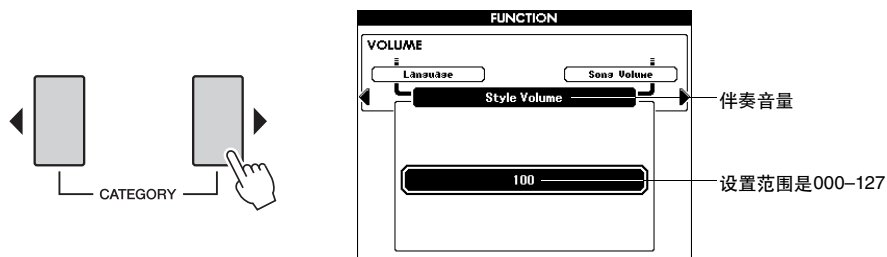 CATEGORY
FUNCTION
VOLUME
Language
Song Volume
Style Volume
100
伴奏音量
设置范围是000–127